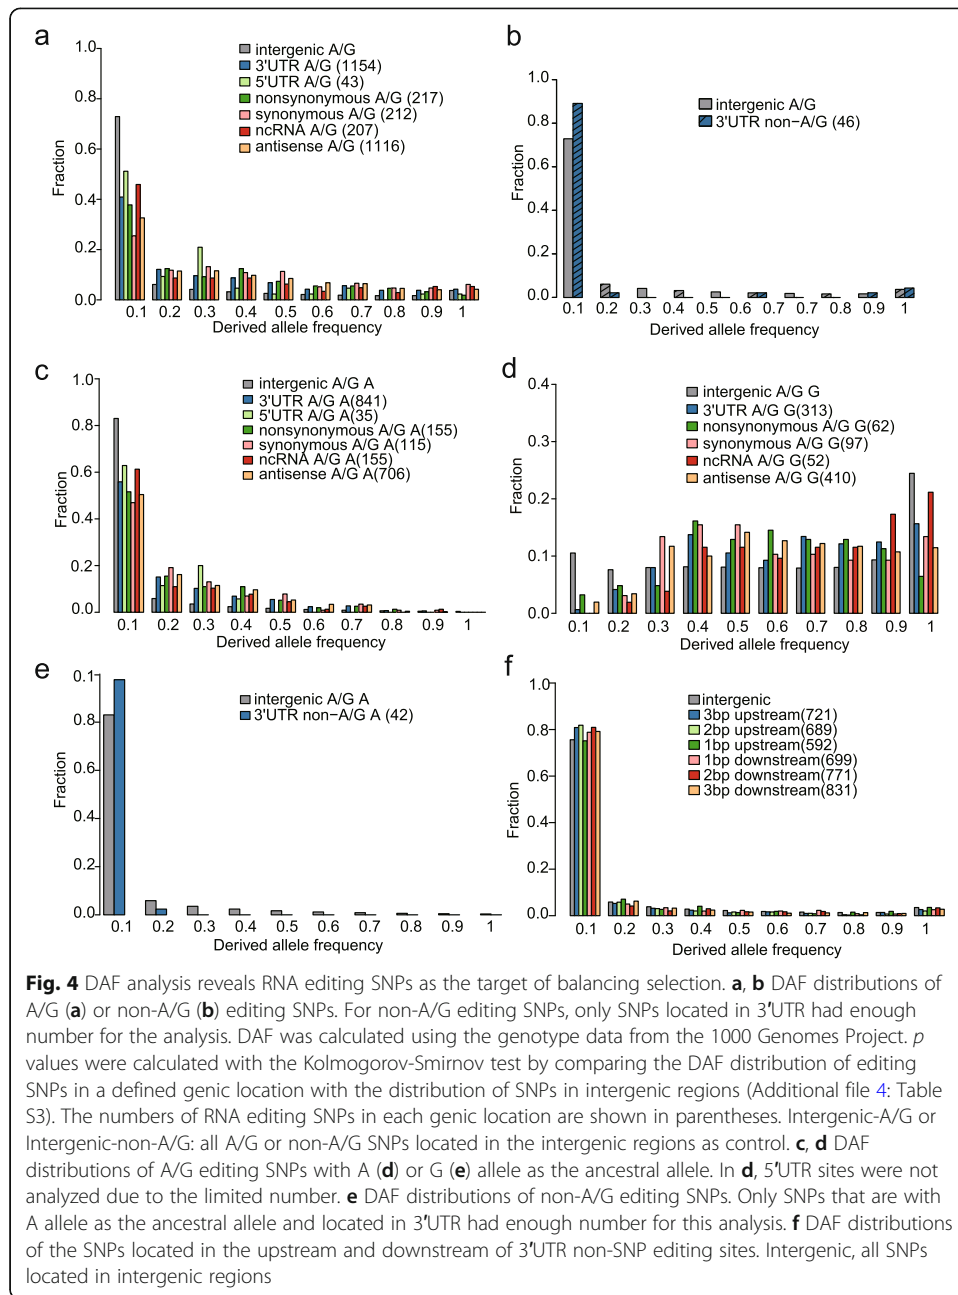 a
1.0
0.8
0.6
0.4
0.2
0.0
Fraction
intergenic A/G
3'UTR A/G (1154)
5'UTR A/G (43)
nonsynonymous A/G (217)
synonymous A/G (212)
ncRNA A/G (207)
antisense A/G (1116)
0.1 0.2 0.3 0.4 0.5 0.6 0.7 0.8 0.9 1
Derived allele frequency
b
1.0
0.8
0.6
0.4
0.2
0.0
Fraction
intergenic A/G
3'UTR non−A/G (46)
0.1 0.2 0.3 0.4 0.5 0.6 0.7 0.8 0.9 1
Derived allele frequency
c
1.0
0.8
0.6
0.4
0.2
0.0
Fraction
intergenic A/G A
3'UTR A/G A(841)
5'UTR A/G A(35)
nonsynonymous A/G A(155)
synonymous A/G A(115)
ncRNA A/G A(155)
antisense A/G A(706)
0.1 0.2 0.3 0.4 0.5 0.6 0.7 0.8 0.9 1
Derived allele frequency
d
0.4
0.3
0.2
0.1
0.0
Fraction
intergenic A/G G
3'UTR A/G G(313)
nonsynonymous A/G G(62)
synonymous A/G G(97)
ncRNA A/G G(52)
antisense A/G G(410)
0.1 0.2 0.3 0.4 0.5 0.6 0.7 0.8 0.9 1
Derived allele frequency
e
0.1
0.8
0.6
0.4
0.2
0.0
Fraction
intergenic A/G A
3'UTR non−A/G A (42)
0.1 0.2 0.3 0.4 0.5 0.6 0.7 0.8 0.9 1
Derived allele frequency
f
1.0
0.8
0.6
0.4
0.2
0.0
Fraction
intergenic
3bp upstream(721)
2bp upstream(689)
1bp upstream(592)
1bp downstream(699)
2bp downstream(771)
3bp downstream(831)
0.1 0.2 0.3 0.4 0.5 0.6 0.7 0.8 0.9 1
Derived allele frequency
Fig. 4 DAF analysis reveals RNA editing SNPs as the target of balancing selection. a, b DAF distributions of
A/G (a) or non-A/G (b) editing SNPs. For non-A/G editing SNPs, only SNPs located in 3′UTR had enough
number for the analysis. DAF was calculated using the genotype data from the 1000 Genomes Project. p
values were calculated with the Kolmogorov-Smirnov test by comparing the DAF distribution of editing
SNPs in a defined genic location with the distribution of SNPs in intergenic regions (Additional file 4: Table
S3). The numbers of RNA editing SNPs in each genic location are shown in parentheses. Intergenic-A/G or
Intergenic-non-A/G: all A/G or non-A/G SNPs located in the intergenic regions as control. c, d DAF
distributions of A/G editing SNPs with A (d) or G (e) allele as the ancestral allele. In d, 5′UTR sites were not
analyzed due to the limited number. e DAF distributions of non-A/G editing SNPs. Only SNPs that are with
A allele as the ancestral allele and located in 3′UTR had enough number for this analysis. f DAF distributions
of the SNPs located in the upstream and downstream of 3′UTR non-SNP editing sites. Intergenic, all SNPs
located in intergenic regions